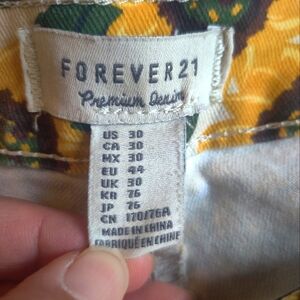 FOREVER 21
Premium Denim
US 30
CA 30
MX 30
EU 44
UK 30
KR 76
JP 76
CN 170/76A
MADE IN CHINA
FABRIQUÉ EN CHINE